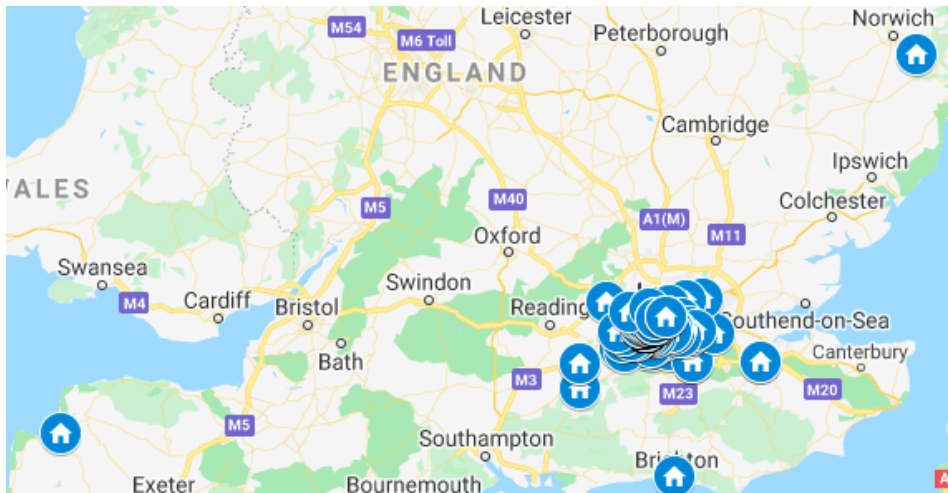 Leicester
Norwich
M54
M6 Toll
Peterborough
ENGLAND
Cambridge
Ipswich
WALES
M5
M40
Colchester
A1(M)
M11
Oxford
Swansea
Swindon
M4
Cardiff
Bristol
Reading
Southend-on-Sea
Bath
Canterbury
M3
M23
M20
M5
Southampton
Brighton
Exeter
Bournemouth
A